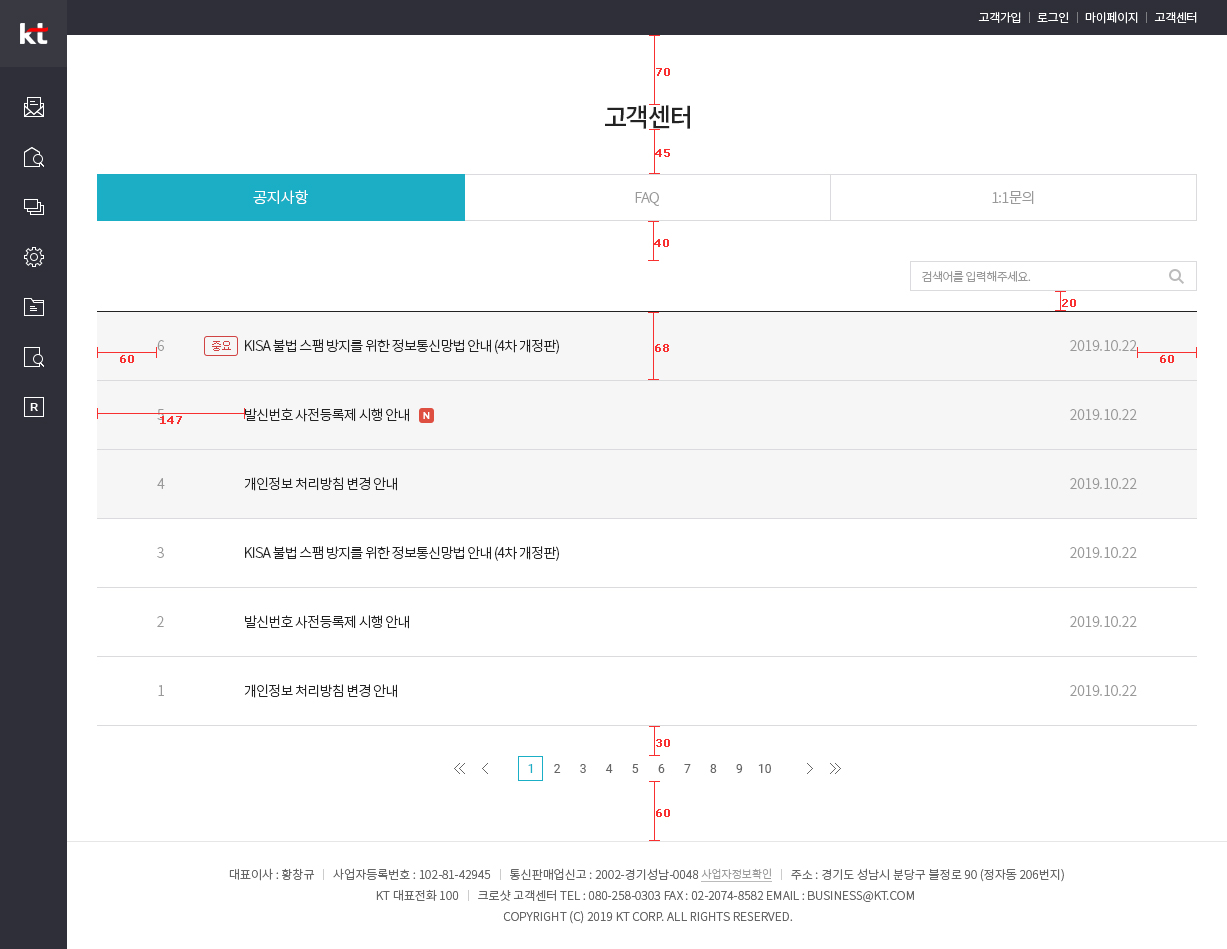 kt
고객가입 | 로그인 | 마이페이지 | 고객센터
70
고객센터
45
공지사항 FAQ 1:1문의
40
검색어를 입력해주세요.
20
6 중요 KISA 불법 스팸 방지를 위한 정보통신망법 안내 (4차 개정판) 2019.10.22
60 68 60
5 발신번호 사전등록제 시행 안내 N 2019.10.22
147
R
4 개인정보 처리방침 변경 안내 2019.10.22
3 KISA 불법 스팸 방지를 위한 정보통신망법 안내 (4차 개정판) 2019.10.22
2 발신번호 사전등록제 시행 안내 2019.10.22
1 개인정보 처리방침 변경 안내 2019.10.22
30
1 2 3 4 5 6 7 8 9 10
60
대표이사 : 황창규 | 사업자등록번호 : 102-81-42945 | 통신판매업신고 : 2002-경기성남-0048 사업자정보확인 | 주소 : 경기도 성남시 분당구 불정로 90 (정자동 206번지)
KT 대표전화 100 | 크로샷 고객센터 TEL : 080-258-0303 FAX : 02-2074-8582 EMAIL : BUSINESS@KT.COM
COPYRIGHT (C) 2019 KT CORP. ALL RIGHTS RESERVED.